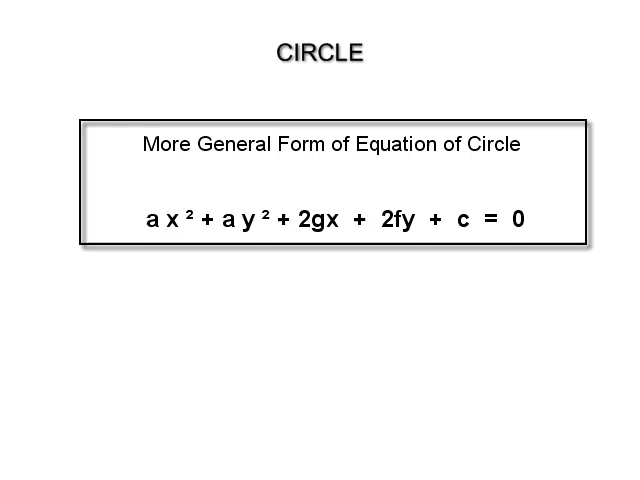 CIRCLE
More General Form of Equation of Circle
a x ² + a y ² + 2gx + 2fy + c = 0